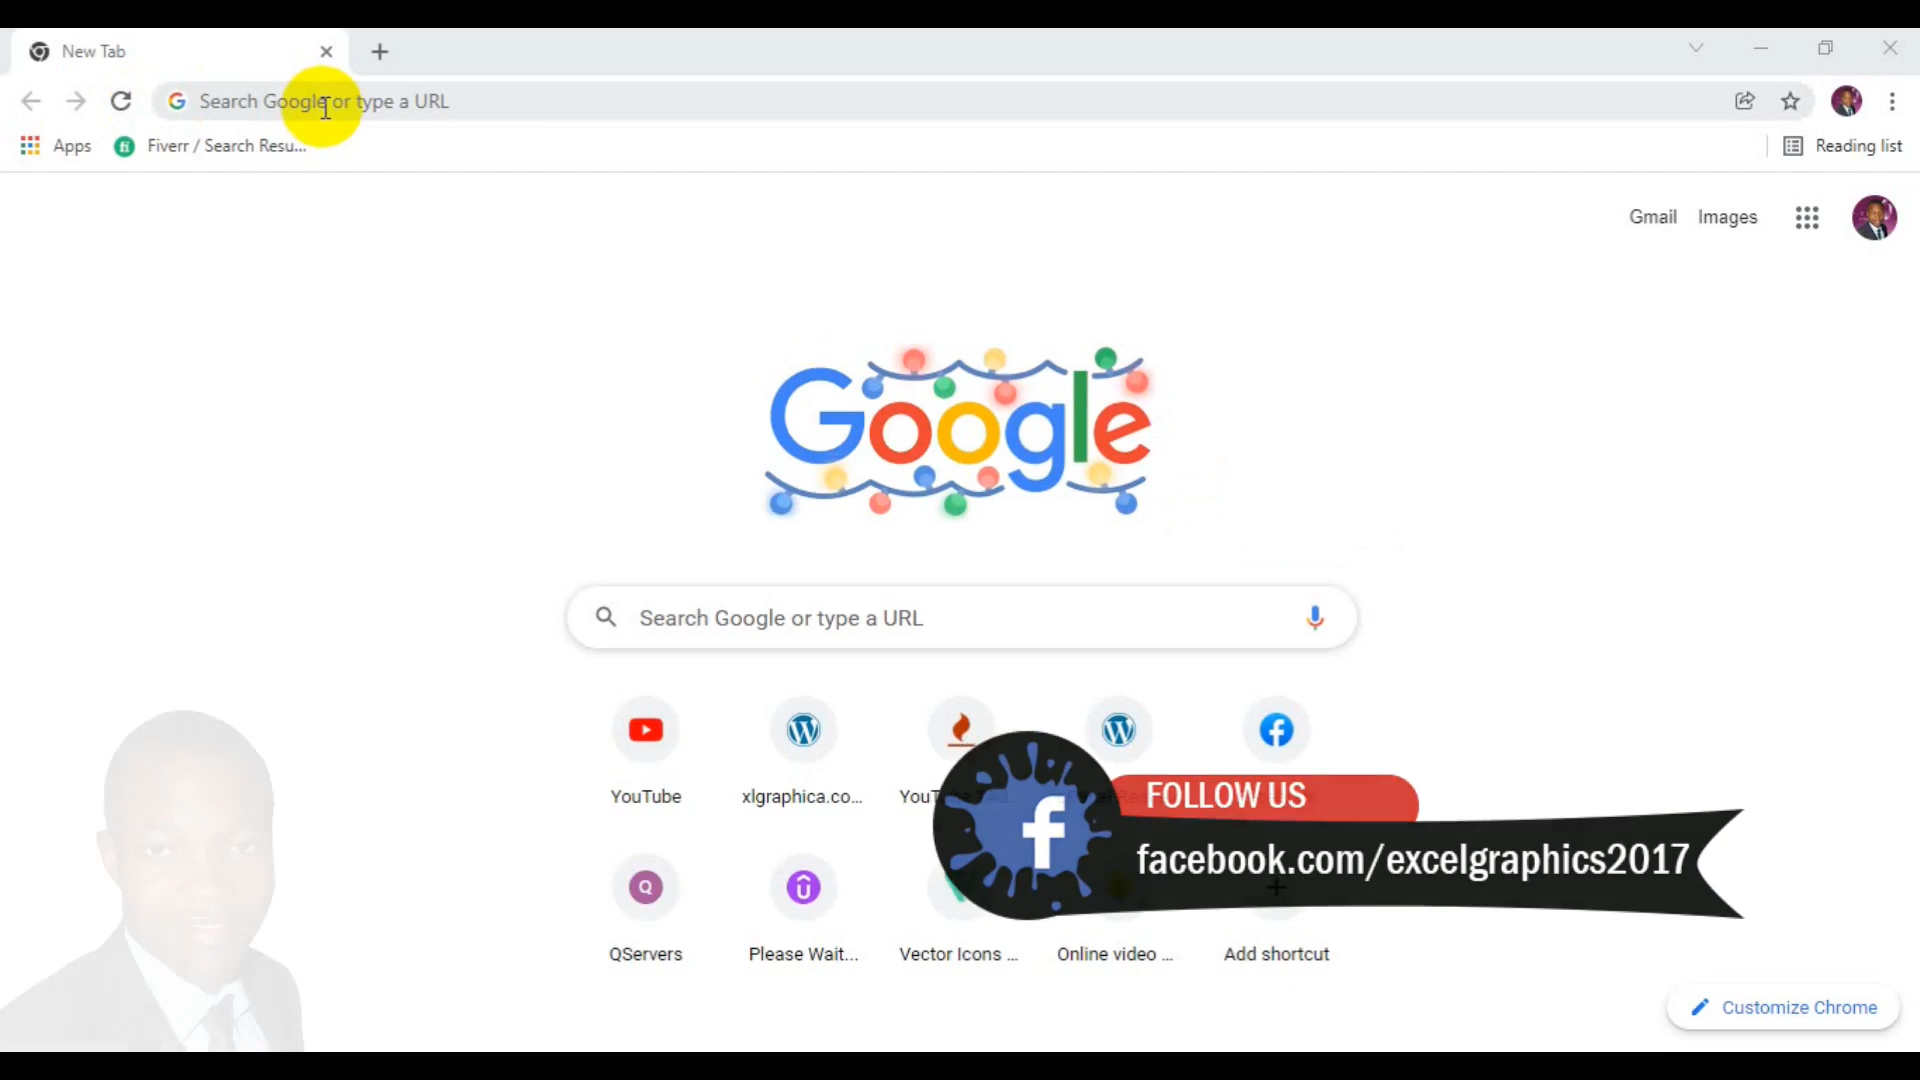 New Tab
Search Google or type a URL
Apps
Fiverr / Search Resu...
Reading list
Gmail
Images
Google
Search Google or type a URL
YouTube
xlgraphica.co...
FOLLOW US
facebook.com/excelgraphics2017
Q
QServers
Please Wait...
Vector Icons ...
Online video ...
Add shortcut
Customize Chrome